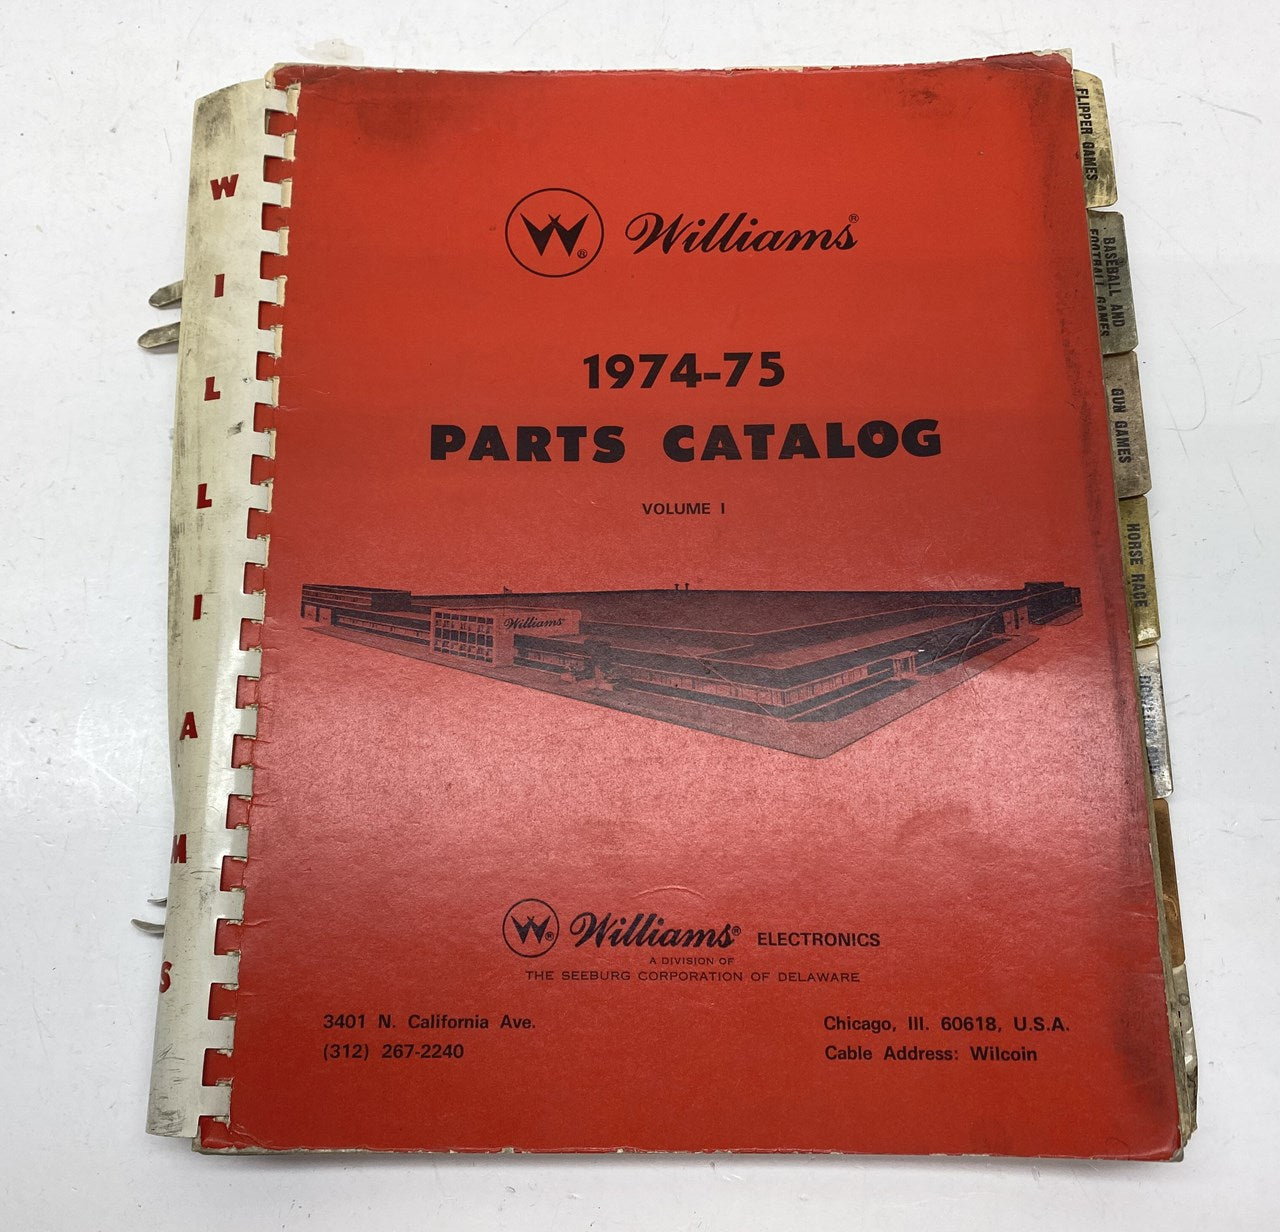 WILLIAMS
W® Williams®
1974-75
PARTS CATALOG
VOLUME I
Williams
W® Williams® ELECTRONICS
A DIVISION OF
THE SEEBURG CORPORATION OF DELAWARE
3401 N. California Ave.
(312) 267-2240
Chicago, Ill. 60618, U.S.A.
Cable Address: Wilcoin
FLIPPER GAMES
BASEBALL AND
FOOTBALL GAMES
GUN GAMES
HORSE RACE